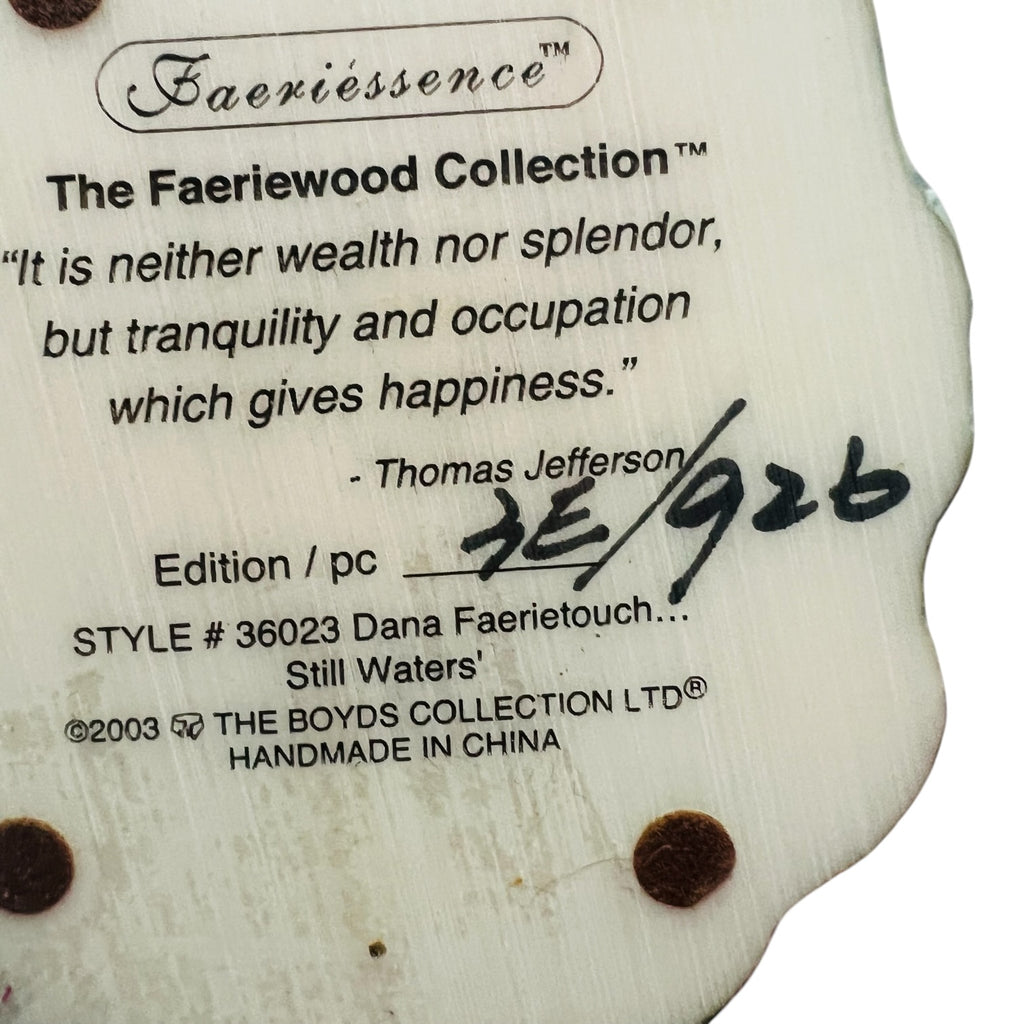 Faeriéssence™
The Faeriewood Collection™
“It is neither wealth nor splendor,
but tranquility and occupation
which gives happiness.”
- Thomas Jefferson
Edition / pc 3E/926
STYLE # 36023 Dana Faerietouch...
Still Waters'
©2003 THE BOYDS COLLECTION LTD®
HANDMADE IN CHINA